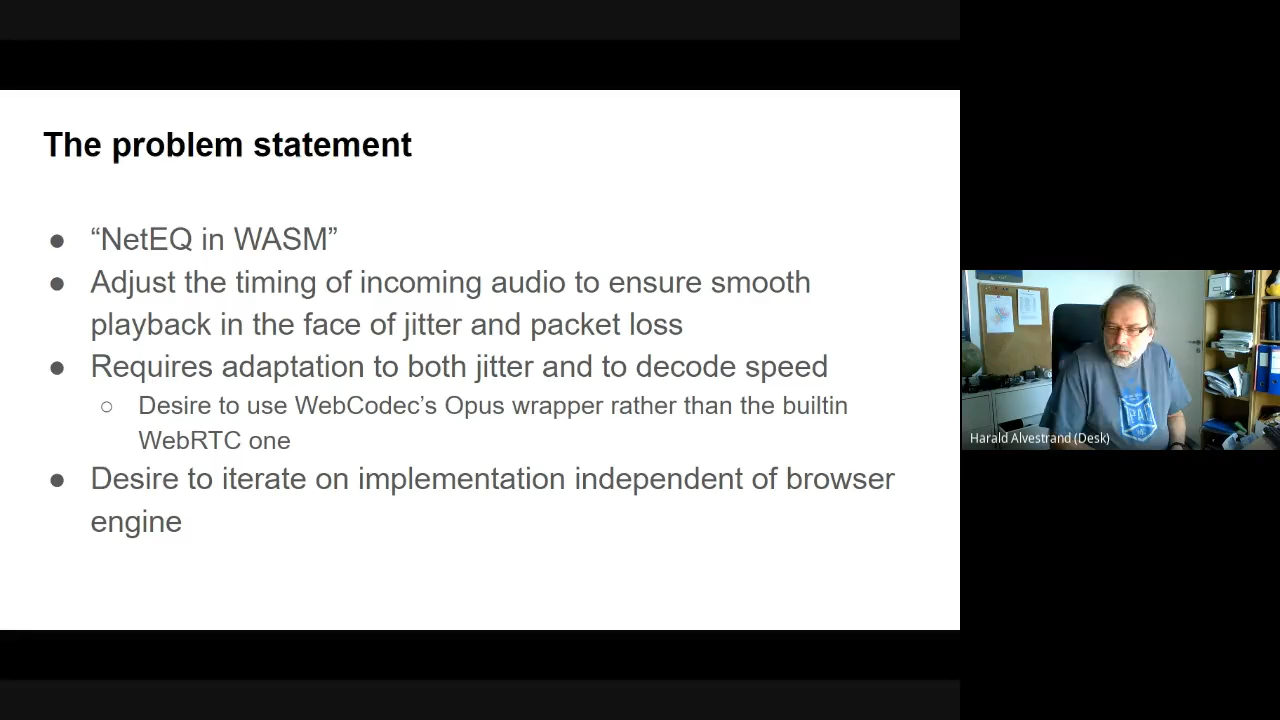 The problem statement
● “NetEQ in WASM”
● Adjust the timing of incoming audio to ensure smooth
playback in the face of jitter and packet loss
● Requires adaptation to both jitter and to decode speed
○ Desire to use WebCodec’s Opus wrapper rather than the builtin
WebRTC one
● Desire to iterate on implementation independent of browser
engine
Harald Alvestrand (Desk)